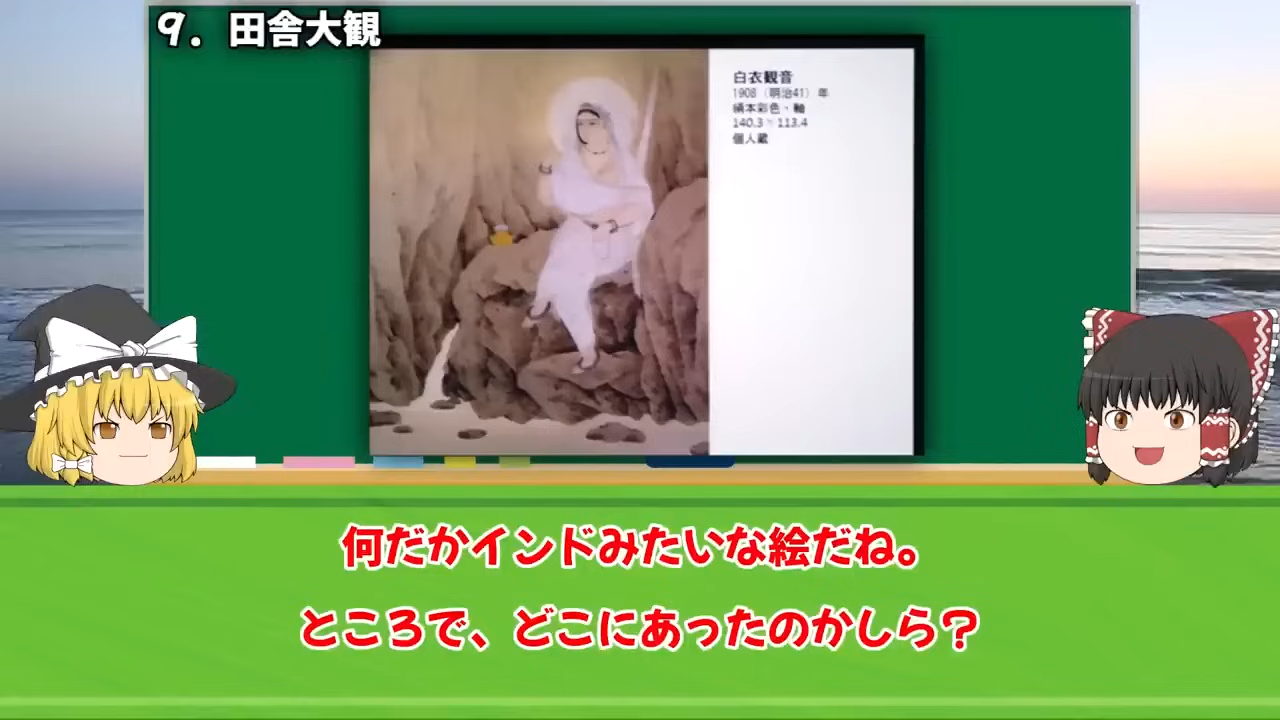 9. 田舎大観
白衣観音
1908（明治41）年
絹本彩色・軸
140.3×113.4
個人蔵
何だかインドみたいな絵だね。
ところで、どこにあったのかしら？